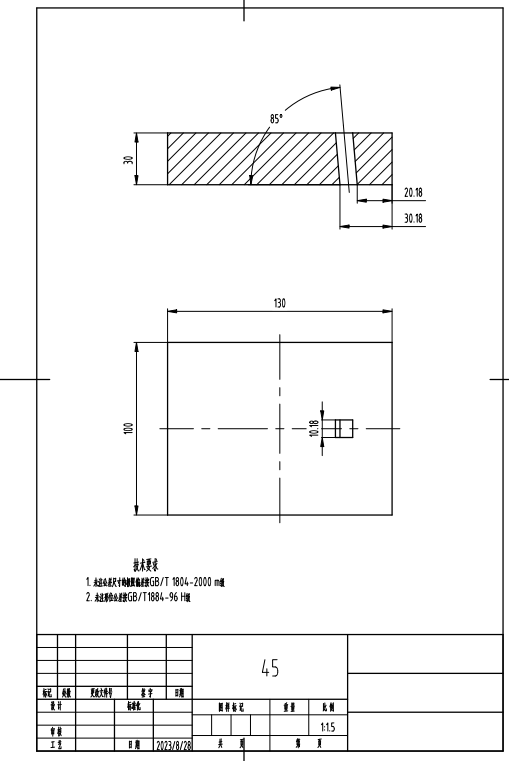 85°
30
20.18
30.18
130
100
10.18
技术要求
1. 未注公差尺寸的极限偏差按GB/T 1804-2000 m级
2. 未注形位公差按GB/T1884-96 H级
45
标记 处数 更改文件号 签字 日期
设计 标准化 图样标记 重量 比例
1:1.5
审核
工艺 日期 2023/8/28 共 页 第 页